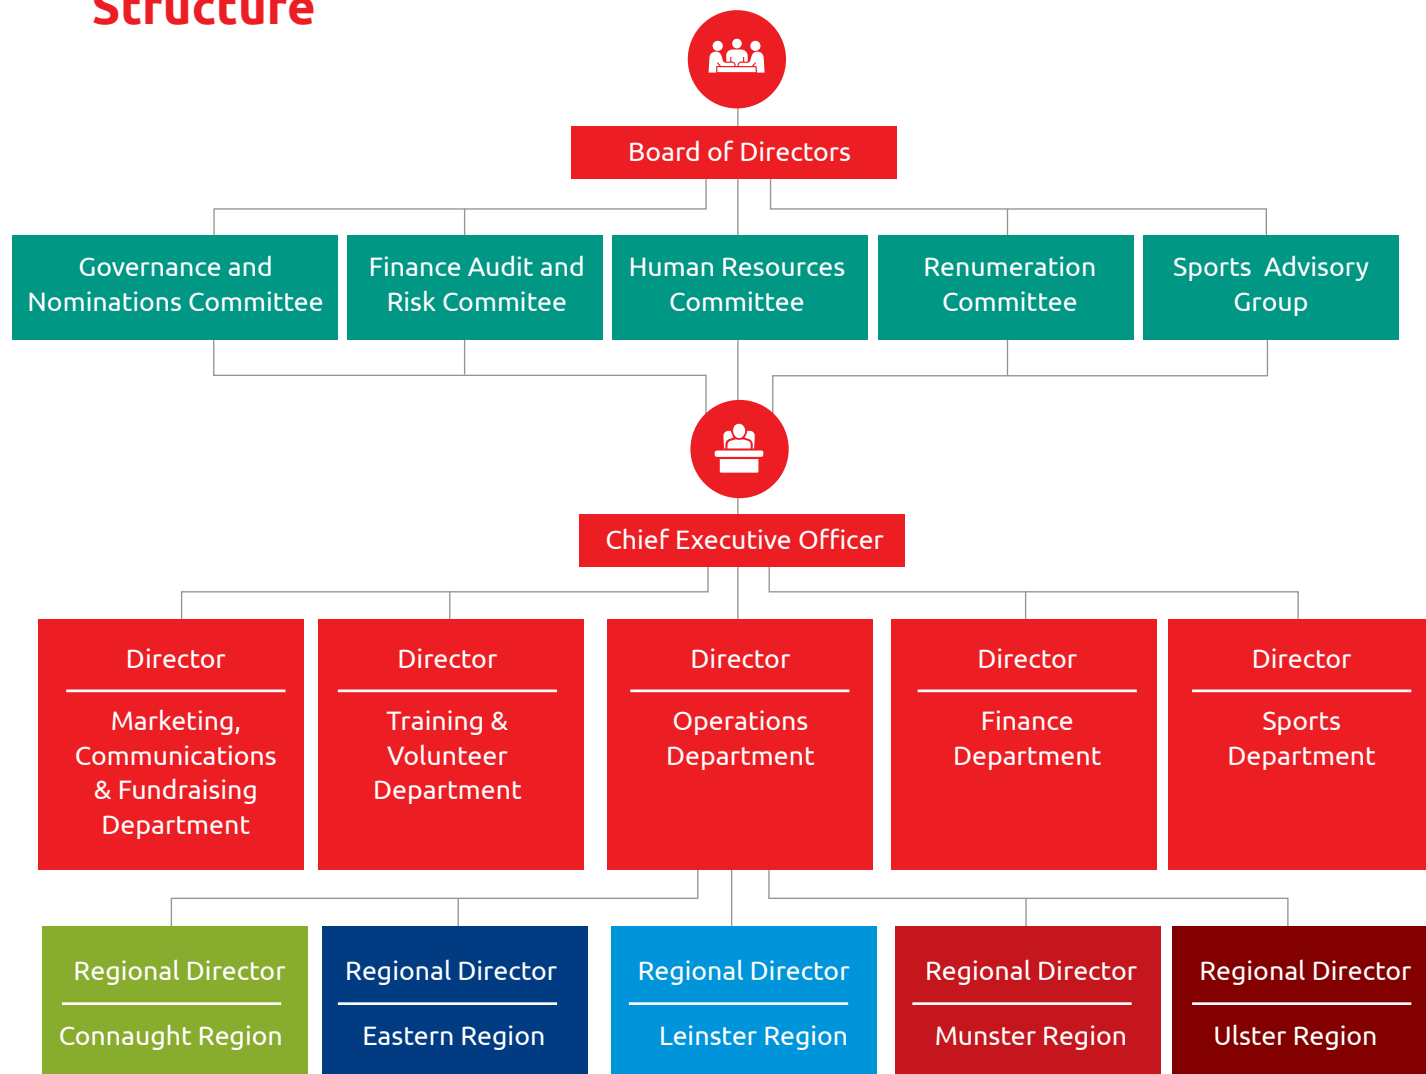 Structure
Board of Directors
Governance and
Nominations Committee
Finance Audit and
Risk Commitee
Human Resources
Committee
Renumeration
Committee
Sports Advisory
Group
Chief Executive Officer
Director
Marketing,
Communications
& Fundraising
Department
Director
Training &
Volunteer
Department
Director
Operations
Department
Director
Finance
Department
Director
Sports
Department
Regional Director
Connaught Region
Regional Director
Eastern Region
Regional Director
Leinster Region
Regional Director
Munster Region
Regional Director
Ulster Region